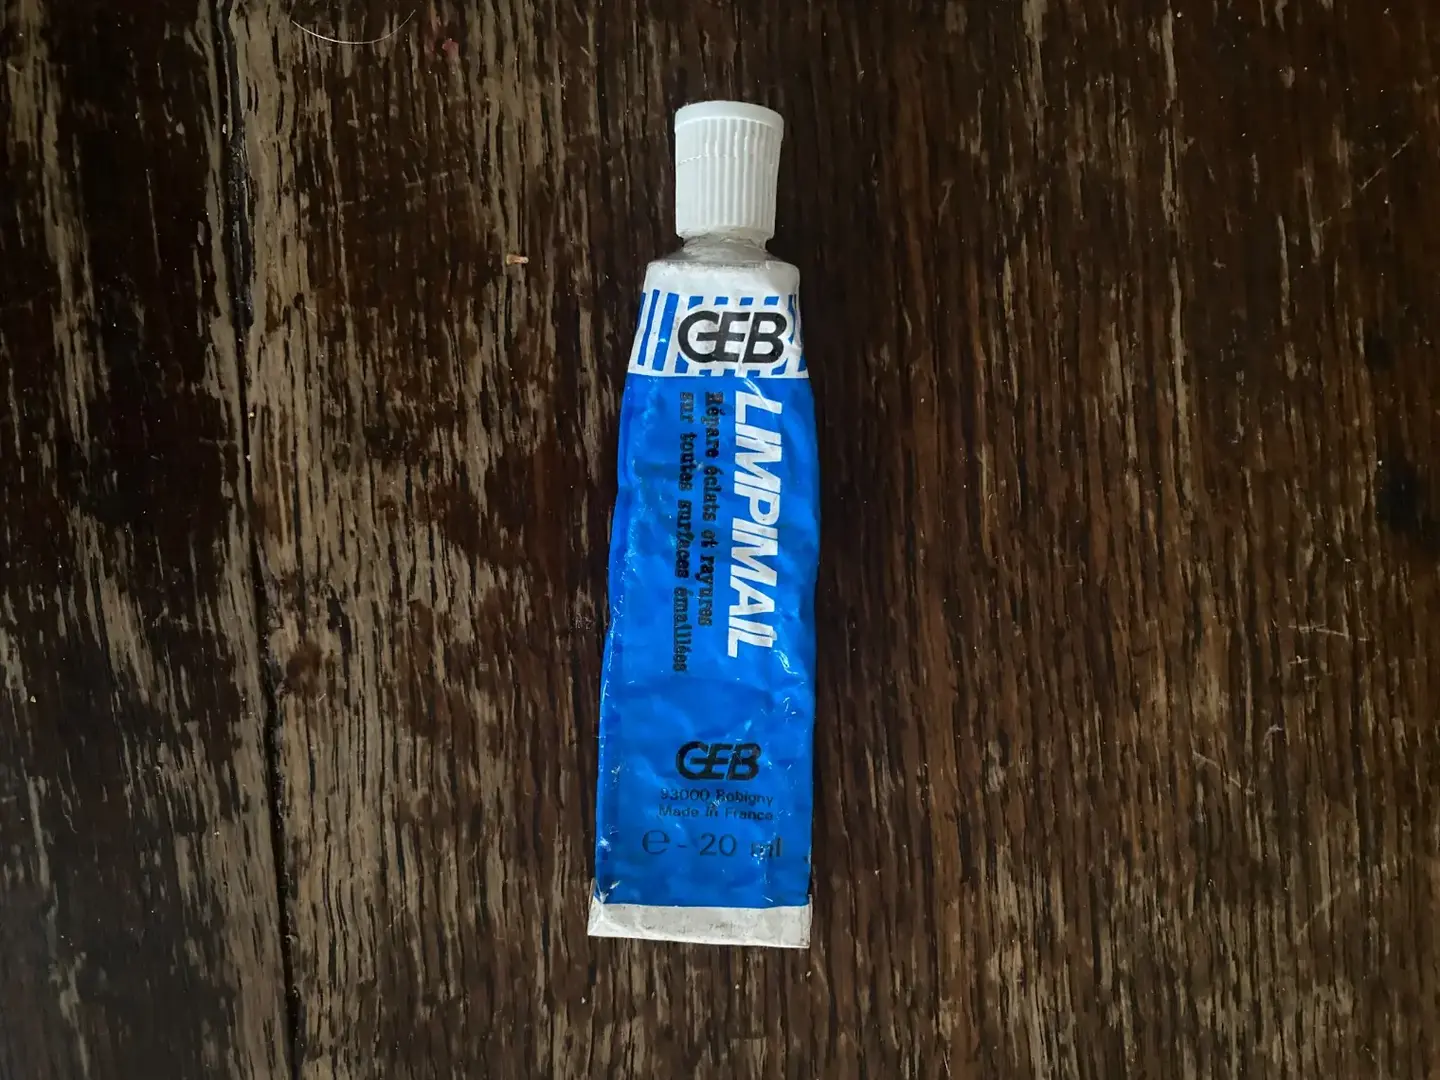 GEB
LIMPIMAIL
Répare éclats et rayures
sur toutes surfaces émaillées
GEB
93000 Bobigny
Made in France
℮ - 20 ml